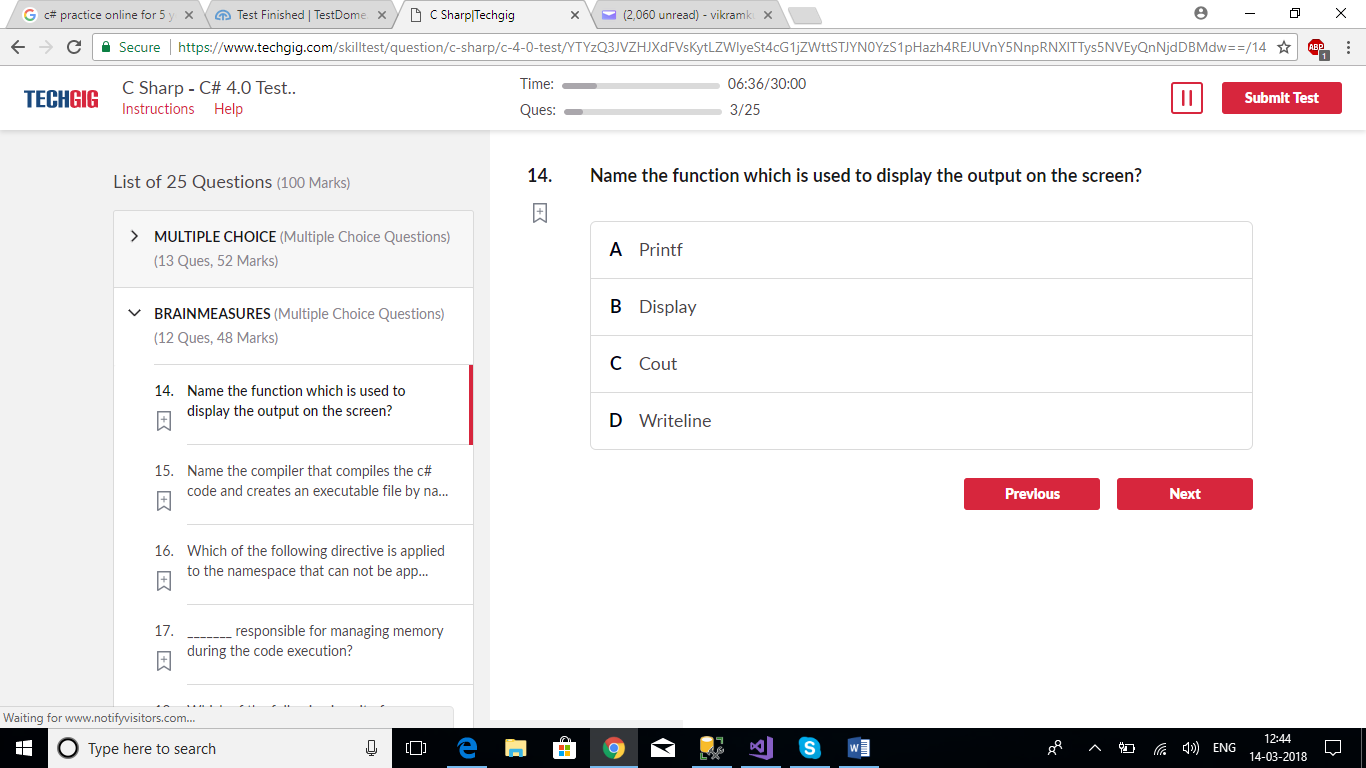 c# practice online for 5 y
Test Finished | TestDome
C Sharp|Techgig
(2,060 unread) - vikramk
Secure | https://www.techgig.com/skilltest/question/c-sharp/c-4-0-test/
ABP
1
TECHGIG
C Sharp - C# 4.0 Test..
Instructions Help
Time: 06:36/30:00
Ques: 3/25
Submit Test
List of 25 Questions (100 Marks)
MULTIPLE CHOICE (Multiple Choice Questions)
(13 Ques, 52 Marks)
BRAINMEASURES (Multiple Choice Questions)
(12 Ques, 48 Marks)
14. Name the function which is used to
display the output on the screen?
15. Name the compiler that compiles the c#
code and creates an executable file by na...
16. Which of the following directive is applied
to the namespace that can not be app...
17. _______ responsible for managing memory
during the code execution?
14. Name the function which is used to display the output on the screen?
A Printf
B Display
C Cout
D Writeline
Previous
Next
Waiting for www.notifyvisitors.com...
Type here to search
ENG
12:44
14-03-2018